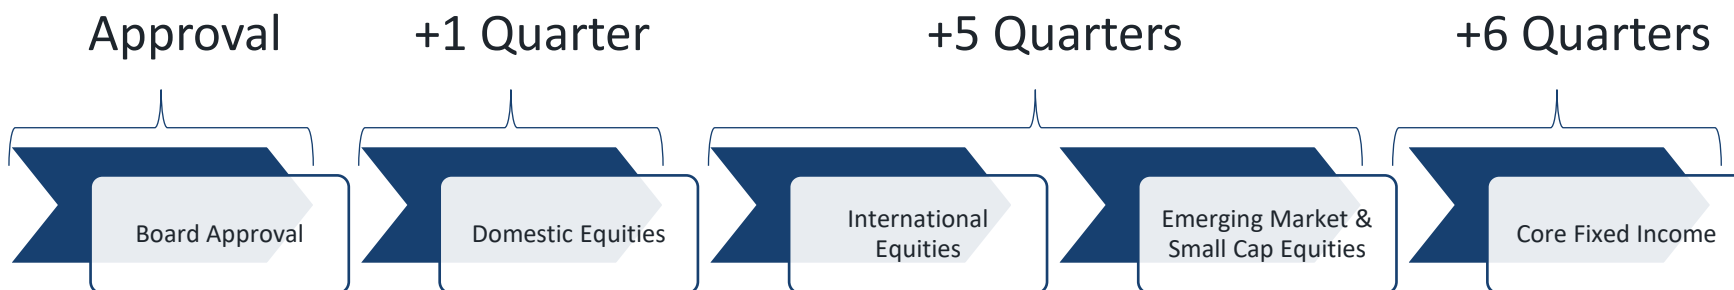 Approval
+1 Quarter
+5 Quarters
+6 Quarters
Board Approval
Domestic Equities
International
Equities
Emerging Market &
Small Cap Equities
Core Fixed Income